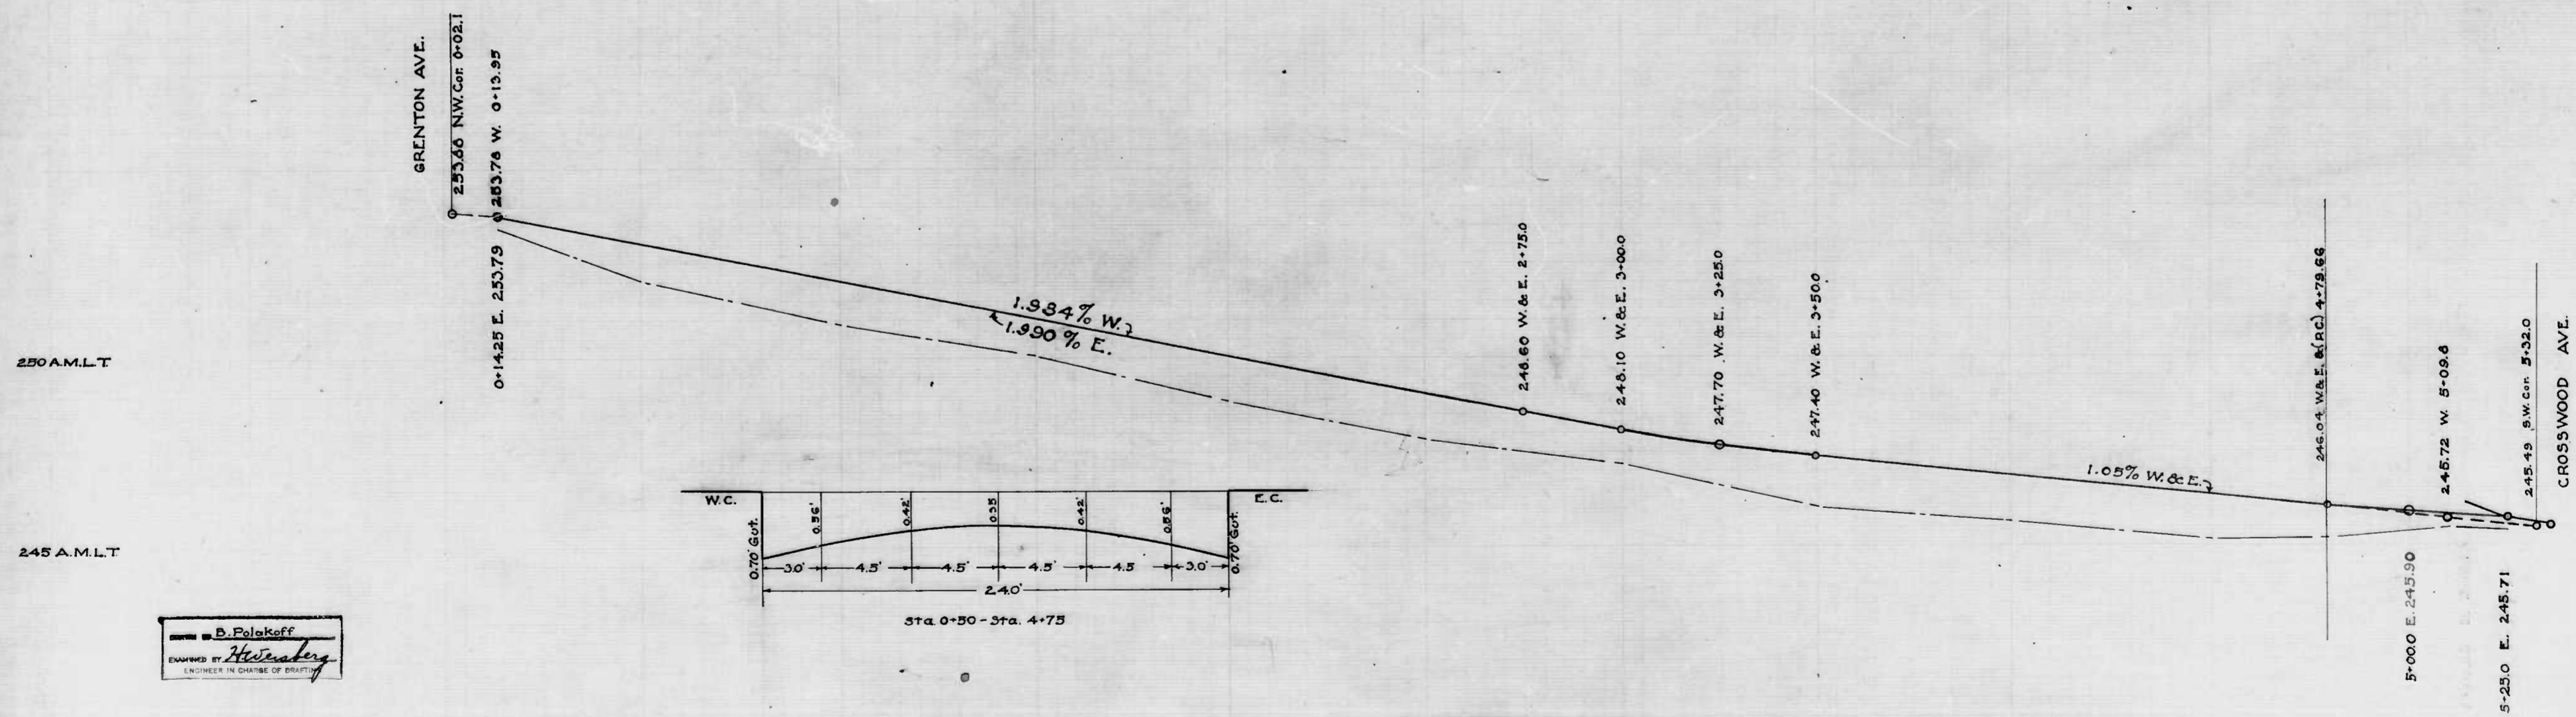 GRENTON AVE.
253.88 N.W. Cor. 0+02.1
253.78 W. 0+13.95
0+14.25 E. 253.79
1.984% W.
1.990% E.
250 A.M.L.T.
245 A.M.L.T.
248.60 W. & E. 2+75.0
248.10 W. & E. 3+00.0
247.70 W. & E. 3+25.0
247.40 W. & E. 3+50.0
1.05% W. & E.
246.04 W. & E. & (P.C.) 4+79.66
5+00.0 E. 245.90
245.72 W. 5+09.8
5+25.0 E. 245.71
245.49 S.W. Cor. 5+32.0
CROSSWOOD AVE.
W.C.
E.C.
0.70' Gut.
0.56'
0.42'
0.35
0.42'
0.56'
0.70' Gut.
3.0' 4.5' 4.5' 4.5' 4.5 3.0'
24.0'
Sta. 0+50 - Sta. 4+75
B. Polakoff
EXAMINED BY
ENGINEER IN CHARGE OF DRAFTING